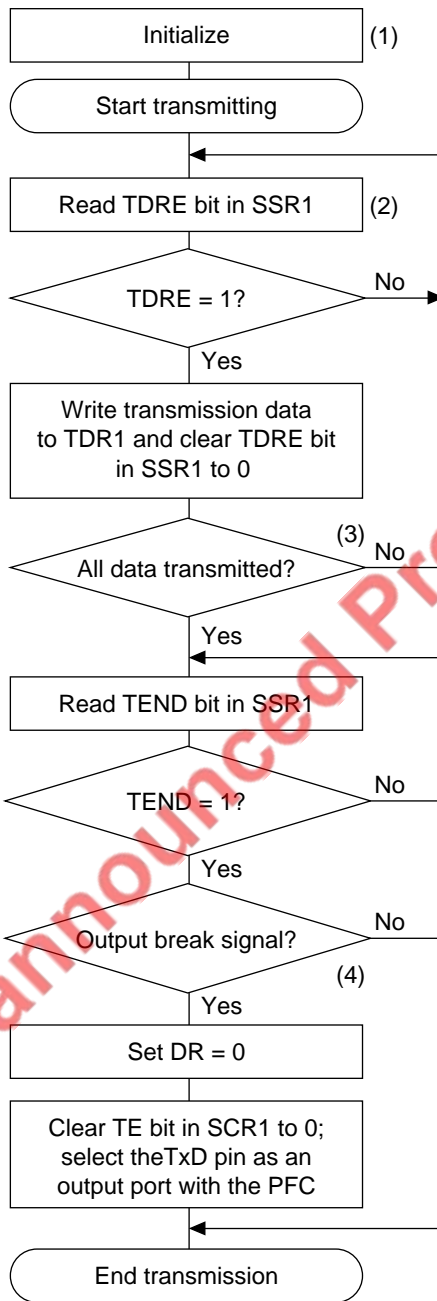 Initialize
(1)
Start transmitting
Read TDRE bit in SSR1
(2)
TDRE = 1?
No
Yes
Write transmission data
to TDR1 and clear TDRE bit
in SSR1 to 0
(3)
All data transmitted?
No
Yes
Read TEND bit in SSR1
TEND = 1?
No
Yes
Output break signal?
No
(4)
Yes
Set DR = 0
Clear TE bit in SCR1 to 0;
select theTxD pin as an
output port with the PFC
End transmission
announced Pro